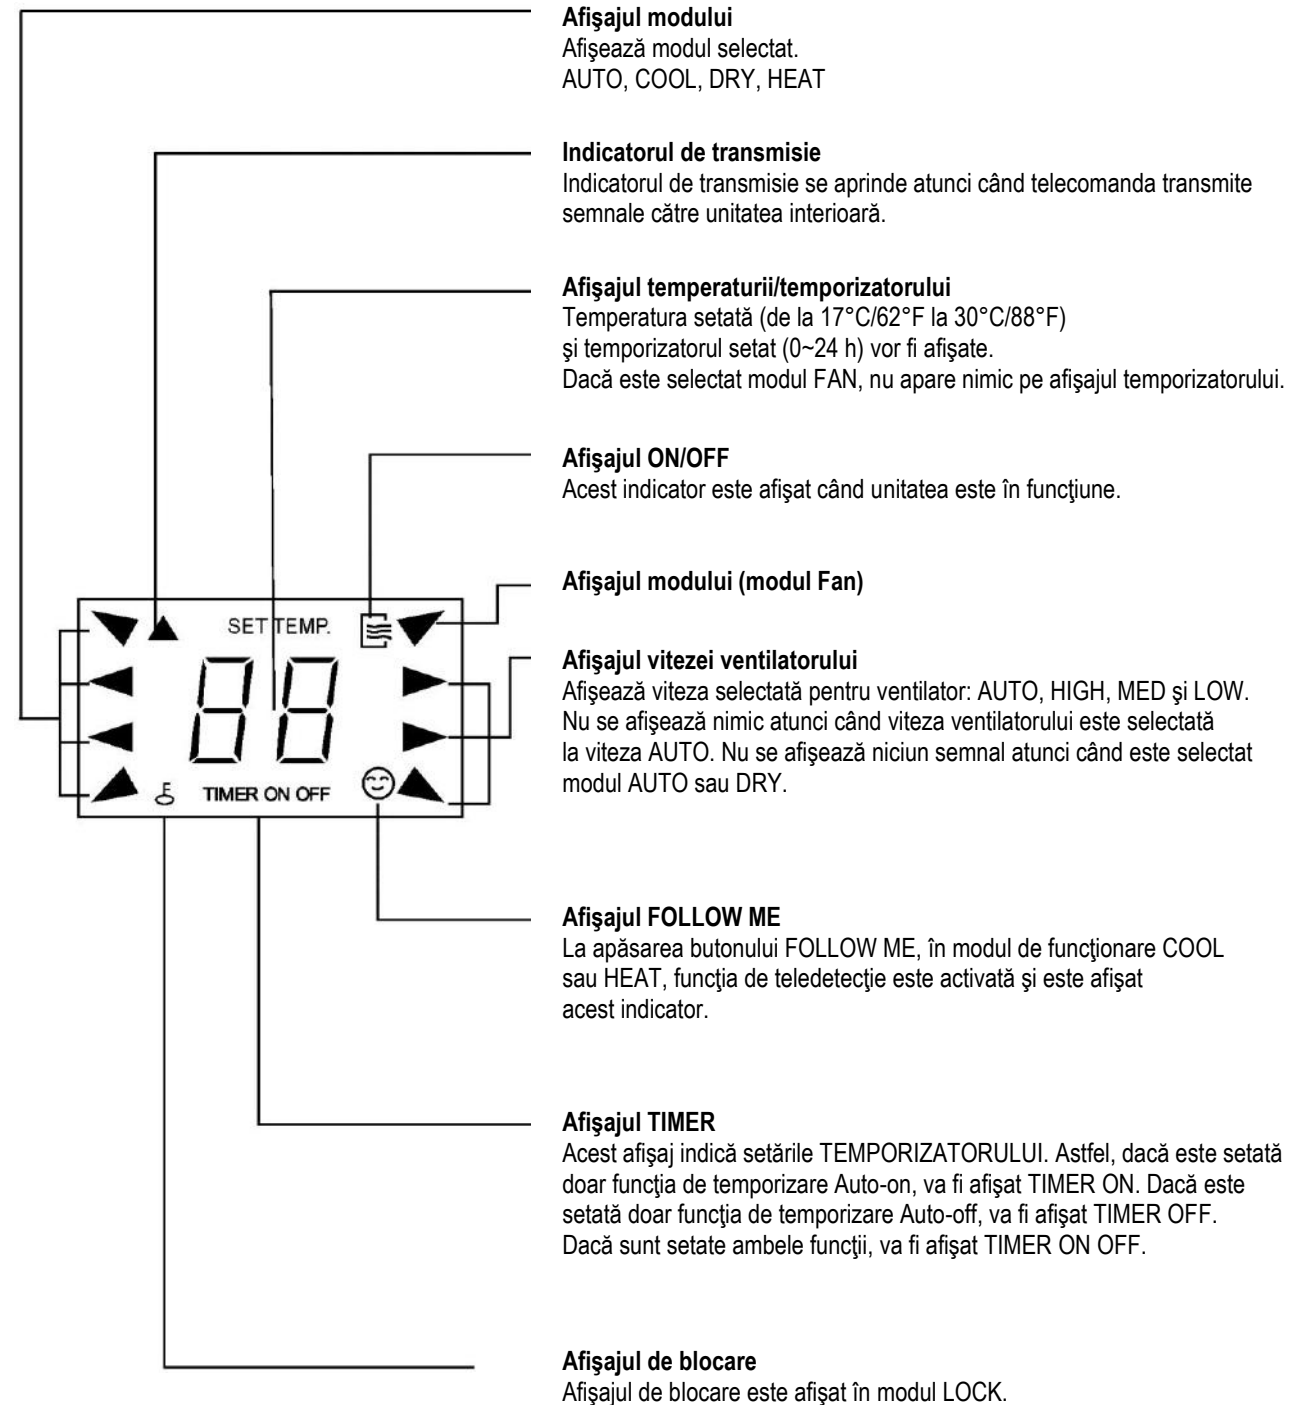 Afişajul modului
Afişează modul selectat.
AUTO, COOL, DRY, HEAT
Indicatorul de transmisie
Indicatorul de transmisie se aprinde atunci când telecomanda transmite
semnale către unitatea interioară.
Afişajul temperaturii/temporizatorului
Temperatura setată (de la 17°C/62°F la 30°C/88°F)
şi temporizatorul setat (0~24 h) vor fi afişate.
Dacă este selectat modul FAN, nu apare nimic pe afişajul temporizatorului.
Afişajul ON/OFF
Acest indicator este afişat când unitatea este în funcţiune.
Afişajul modului (modul Fan)
SET TEMP.
88
TIMER ON OFF
Afişajul vitezei ventilatorului
Afişează viteza selectată pentru ventilator: AUTO, HIGH, MED şi LOW.
Nu se afişează nimic atunci când viteza ventilatorului este selectată
la viteza AUTO. Nu se afişează niciun semnal atunci când este selectat
modul AUTO sau DRY.
Afişajul FOLLOW ME
La apăsarea butonului FOLLOW ME, în modul de funcţionare COOL
sau HEAT, funcţia de teledetecţie este activată şi este afişat
acest indicator.
Afişajul TIMER
Acest afişaj indică setările TEMPORIZATORULUI. Astfel, dacă este setată
doar funcţia de temporizare Auto-on, va fi afişat TIMER ON. Dacă este
setată doar funcţia de temporizare Auto-off, va fi afişat TIMER OFF.
Dacă sunt setate ambele funcţii, va fi afişat TIMER ON OFF.
Afişajul de blocare
Afişajul de blocare este afişat în modul LOCK.